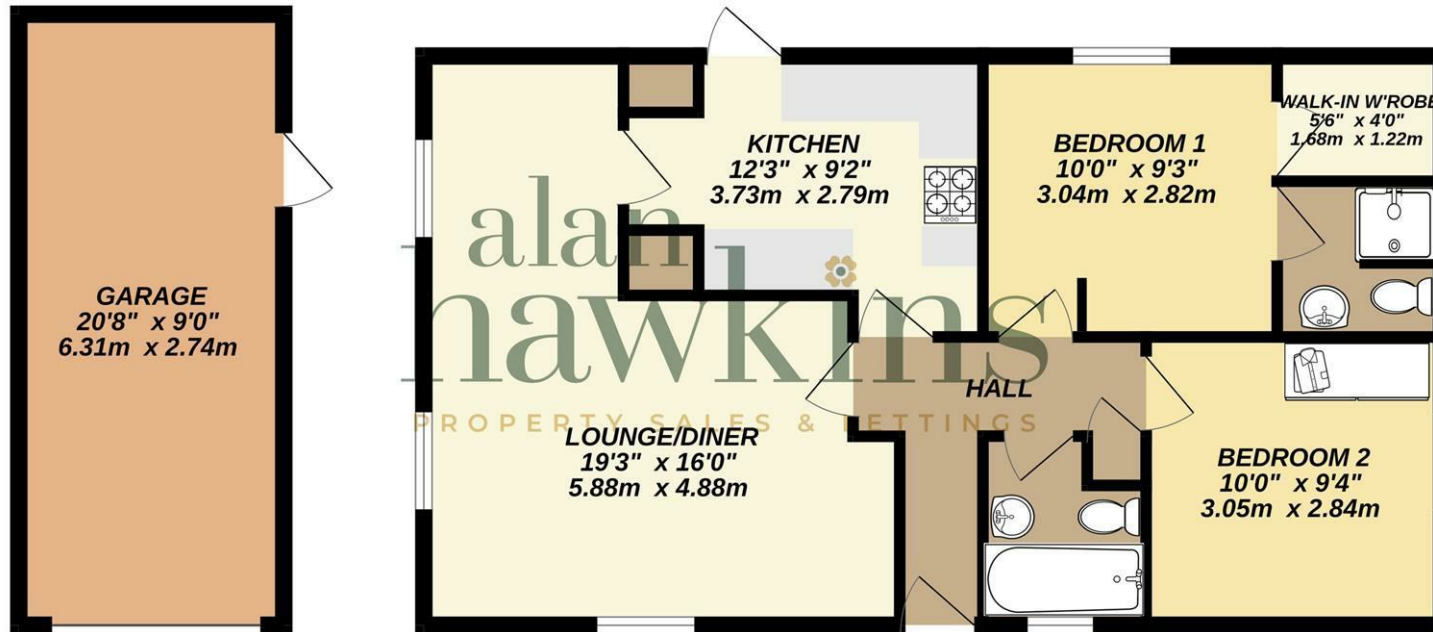 GARAGE
20'8" x 9'0"
6.31m x 2.74m
KITCHEN
12'3" x 9'2"
3.73m x 2.79m
BEDROOM 1
10'0" x 9'3"
3.04m x 2.82m
WALK-IN W'ROBE
5'6" x 4'0"
1.68m x 1.22m
alan
hawkins
PROPERTY SALES & LETTINGS
HALL
LOUNGE/DINER
19'3" x 16'0"
5.88m x 4.88m
BEDROOM 2
10'0" x 9'4"
3.05m x 2.84m